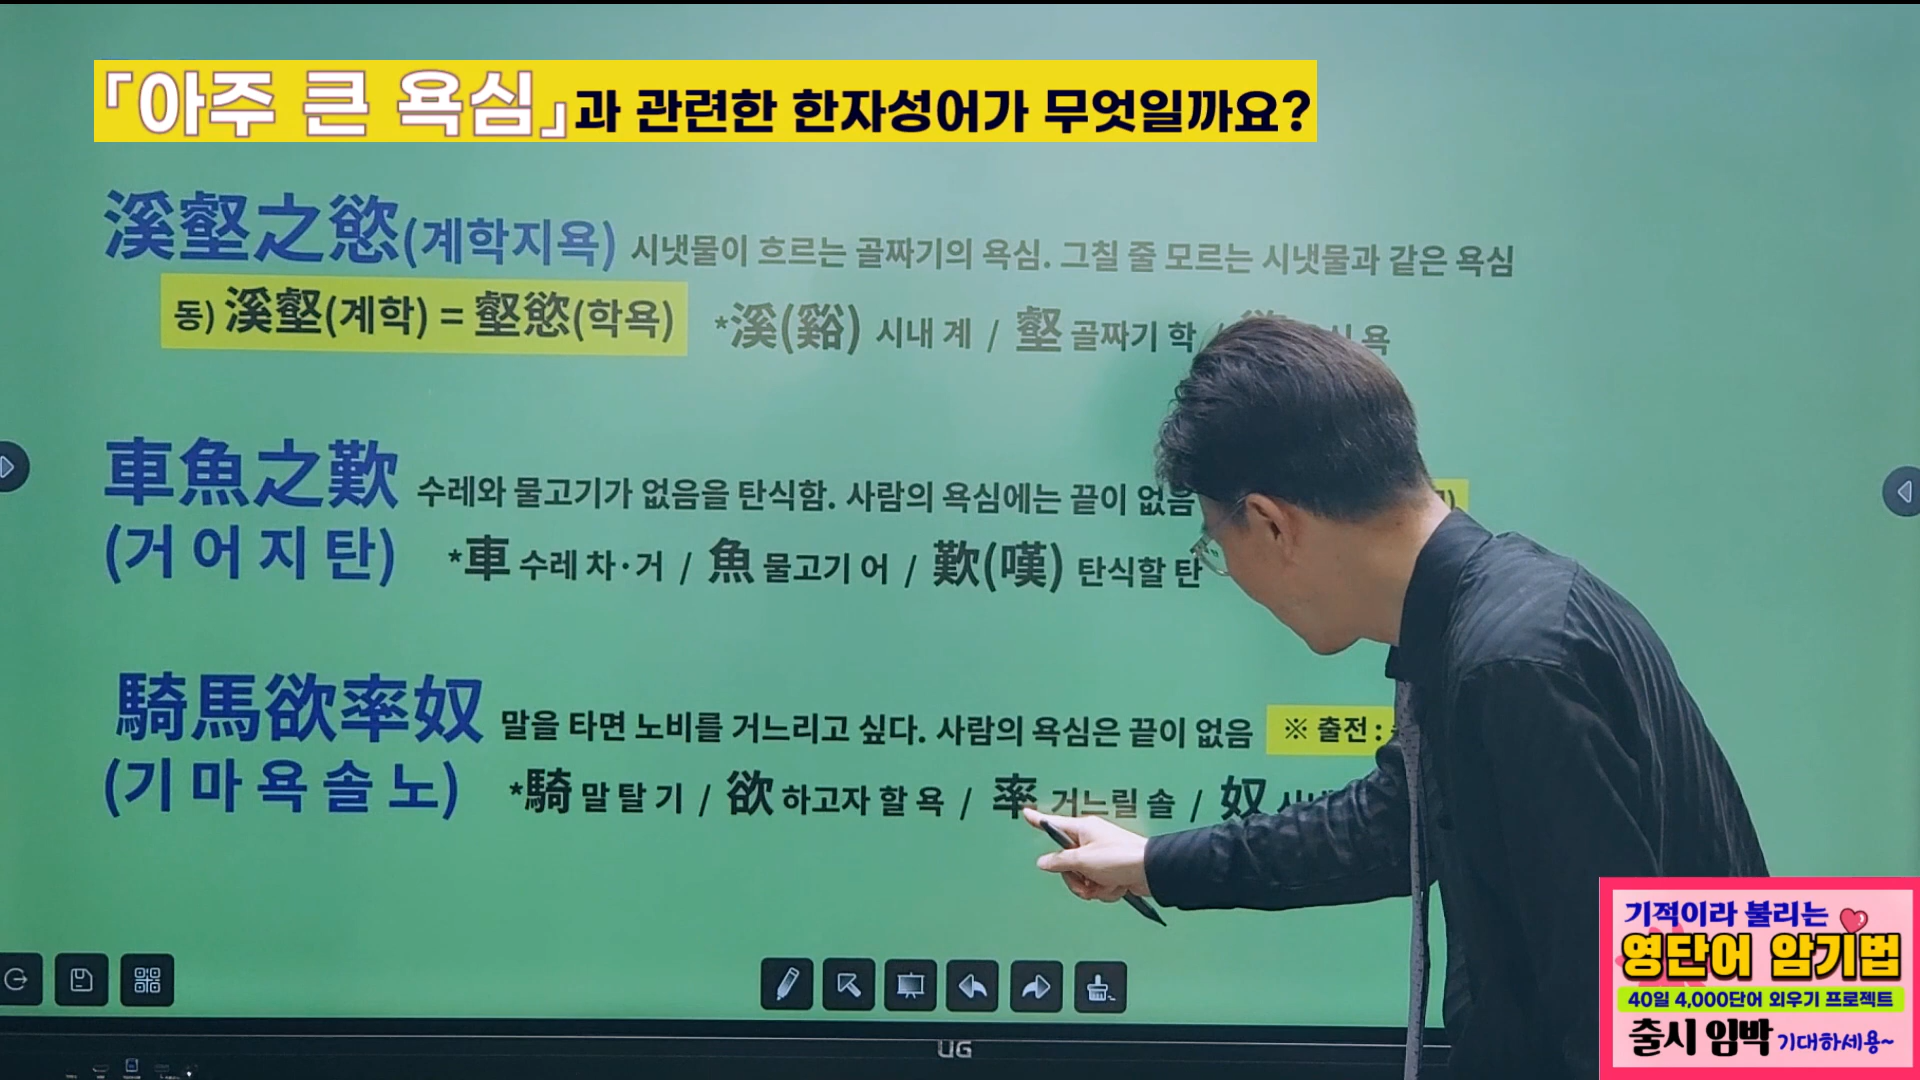 「아주 큰 욕심」과 관련한 한자성어가 무엇일까요?
溪壑之慾(계학지욕) 시냇물이 흐르는 골짜기의 욕심. 그칠 줄 모르는 시냇물과 같은 욕심
동) 溪壑(계학) = 壑慾(학욕) *溪(谿) 시내 계 / 壑 골짜기 학 / 욕
車魚之歎 수레와 물고기가 없음을 탄식함. 사람의 욕심에는 끝이 없음
(거어지탄) *車 수레 차·거 / 魚 물고기 어 / 歎(嘆) 탄식할 탄
騎馬欲率奴 말을 타면 노비를 거느리고 싶다. 사람의 욕심은 끝이 없음 ※ 출전 :
(기마욕솔노) *騎 말 탈 기 / 欲 하고자 할 욕 / 率 거느릴 솔 / 奴
UG
기적이라 불리는
영단어 암기법
40일 4,000단어 외우기 프로젝트
출시 임박 기대하세용~